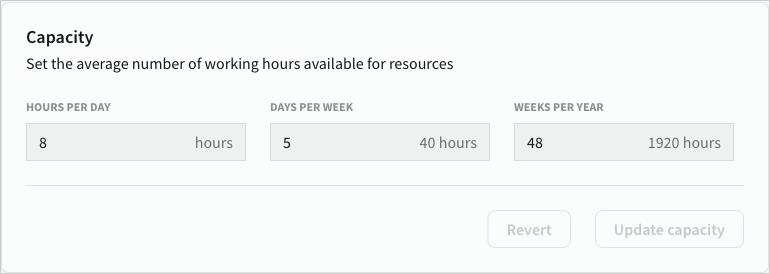 Capacity
Set the average number of working hours available for resources
HOURS PER DAY DAYS PER WEEK WEEKS PER YEAR
8 hours 5 40 hours 48 1920 hours
Revert Update capacity